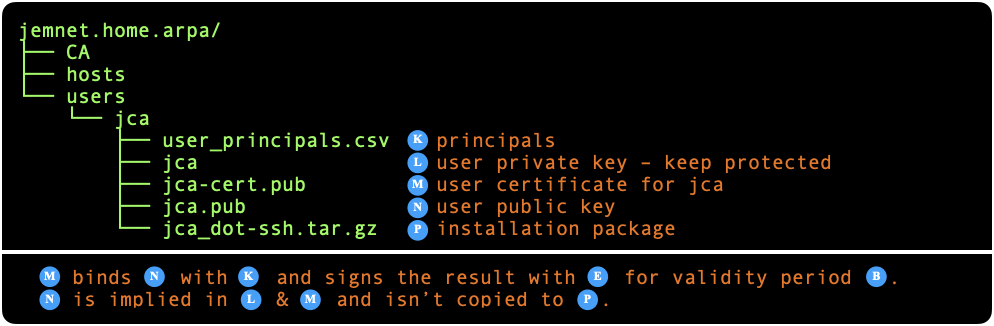 jemnet.home.arpa/
├── CA
├── hosts
└── users
    └── jca
        ├── user_principals.csv K principals
        ├── jca L user private key – keep protected
        ├── jca-cert.pub M user certificate for jca
        ├── jca.pub N user public key
        └── jca_dot-ssh.tar.gz P installation package
M binds N with K and signs the result with E for validity period B.
N is implied in L & M and isn’t copied to P.